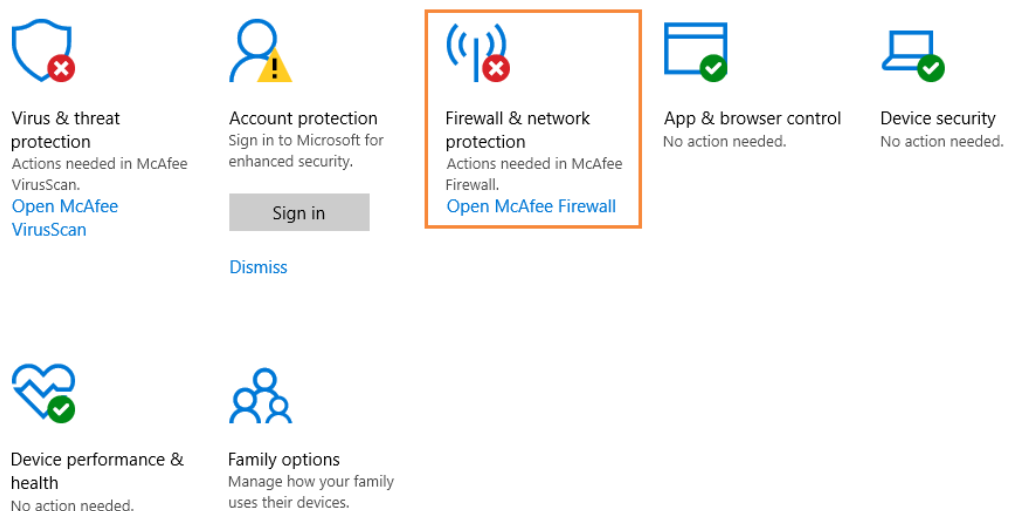 Virus & threat
protection
Actions needed in McAfee
VirusScan.
Open McAfee
VirusScan
Account protection
Sign in to Microsoft for
enhanced security.
Sign in
Dismiss
Firewall & network
protection
Actions needed in McAfee
Firewall.
Open McAfee Firewall
App & browser control
No action needed.
Device security
No action needed.
Device performance &
health
No action needed.
Family options
Manage how your family
uses their devices.